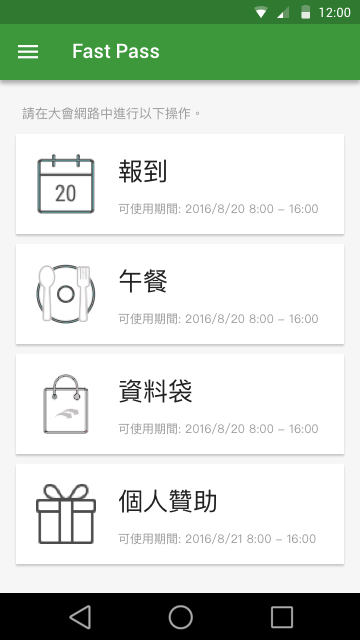 12:00
Fast Pass
請在大會網路中進行以下操作。
20
報到
可使用期間: 2016/8/20 8:00 – 16:00
午餐
可使用期間: 2016/8/20 8:00 – 16:00
資料袋
可使用期間: 2016/8/20 8:00 – 16:00
個人贊助
可使用期間: 2016/8/21 8:00 – 16:00